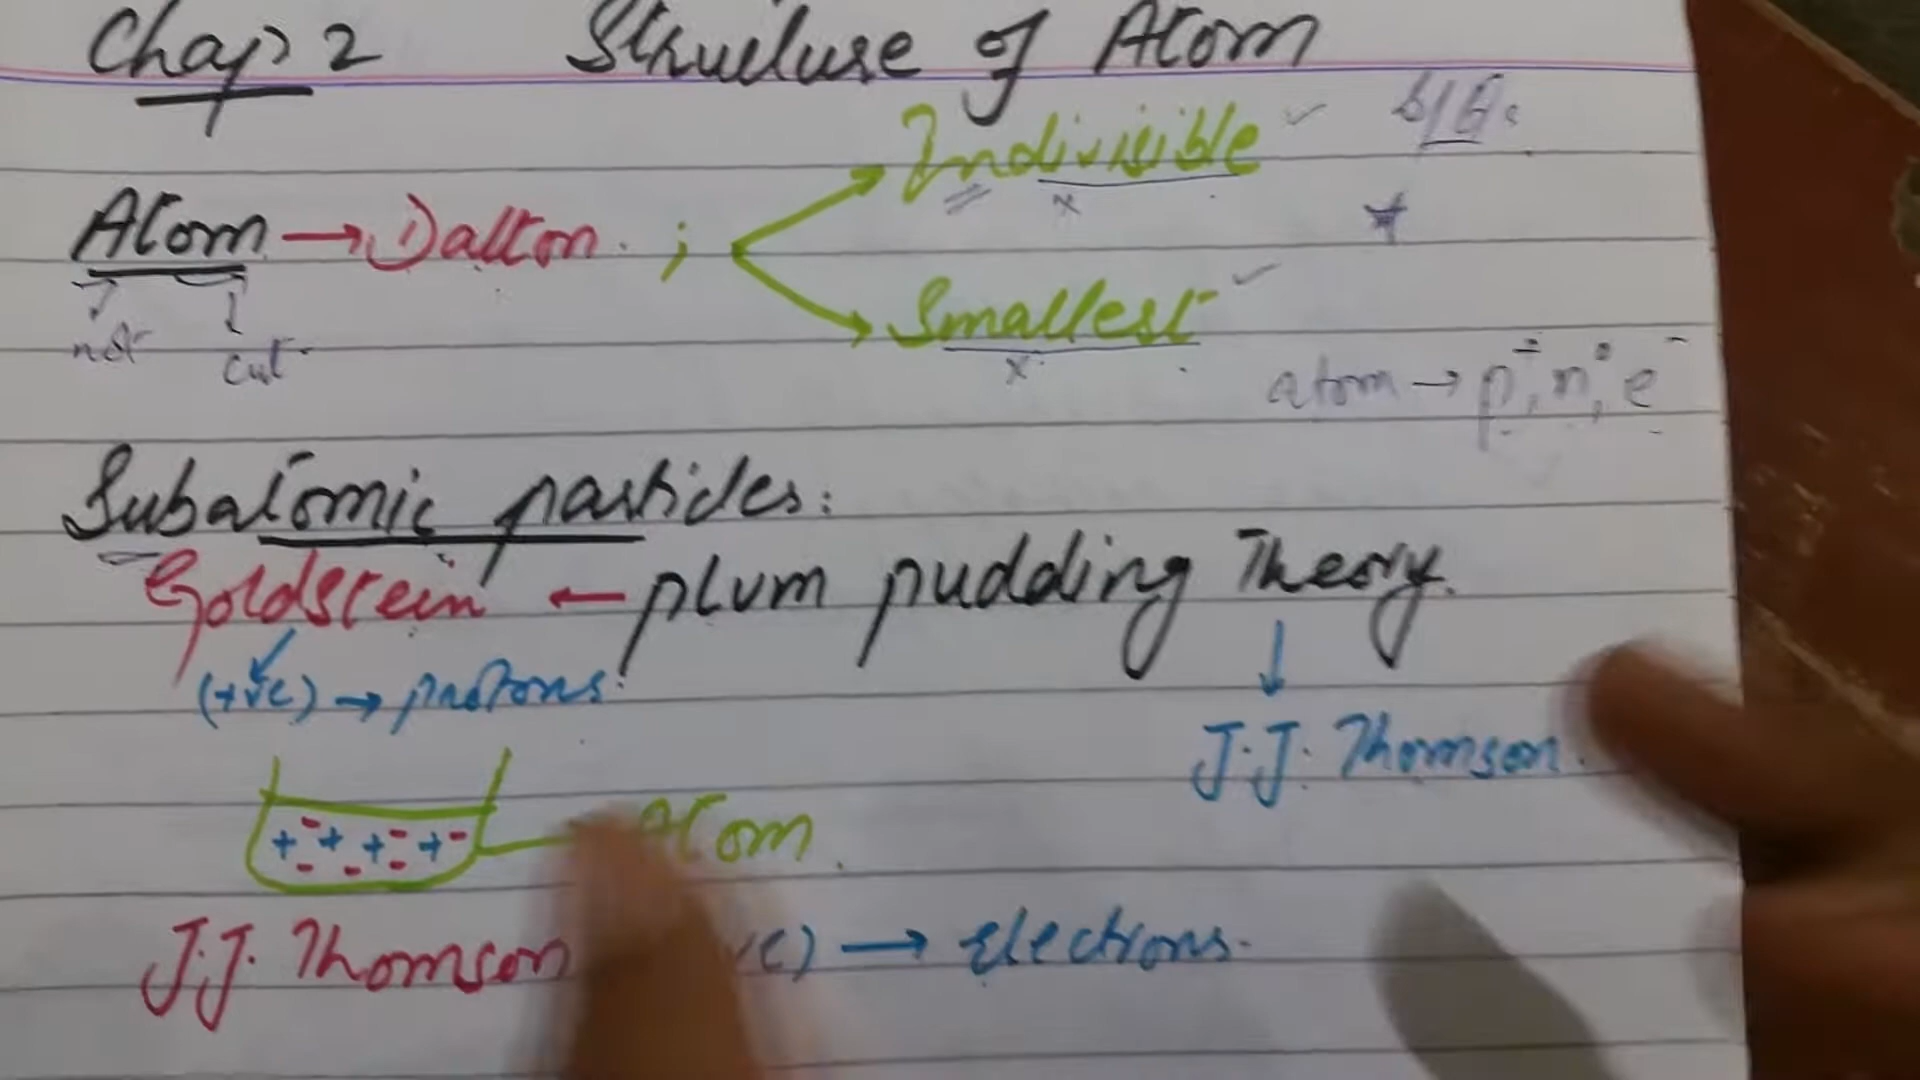 Chap 2 Structure of Atom
Indivisible
Atom → Dalton ;
not cut
Smallest
x
x
atom → p+, n°, e-
Subatomic particles:
Goldstein ← plum pudding Theory.
(+ve) → protons.
J.J. Thomson.
+ - + - + - + -
- - -
Atom
J.J. Thomson → Electrons.